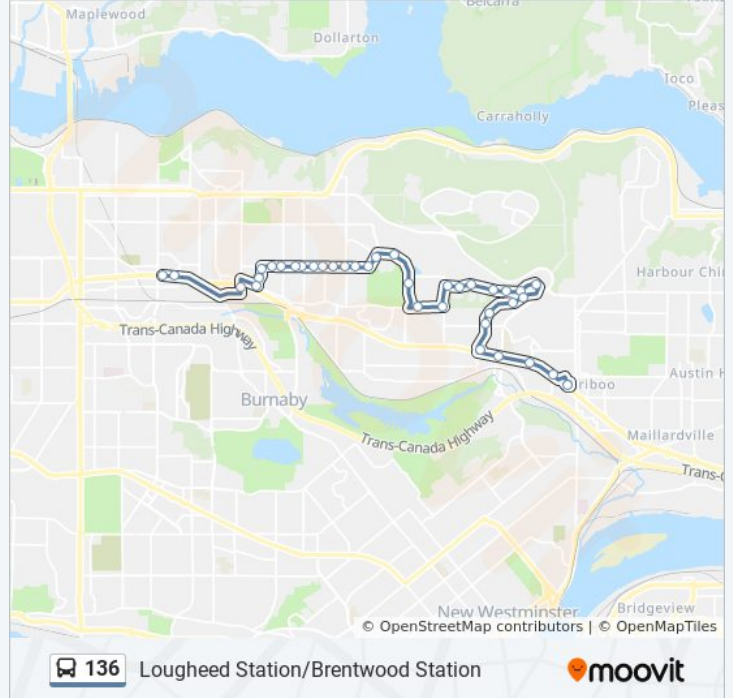 Maplewood
Belcarra
Dollarton
Toco
Pleas
Carraholly
Harbour Chi
Trans-Canada Highway
riboo
Austin H
Burnaby
Maillardville
Trans-Canada Highway
Trans-C
New Westminster
Bridgeview
© OpenStreetMap contributors | © OpenMapTiles
136 Lougheed Station/Brentwood Station
moovit